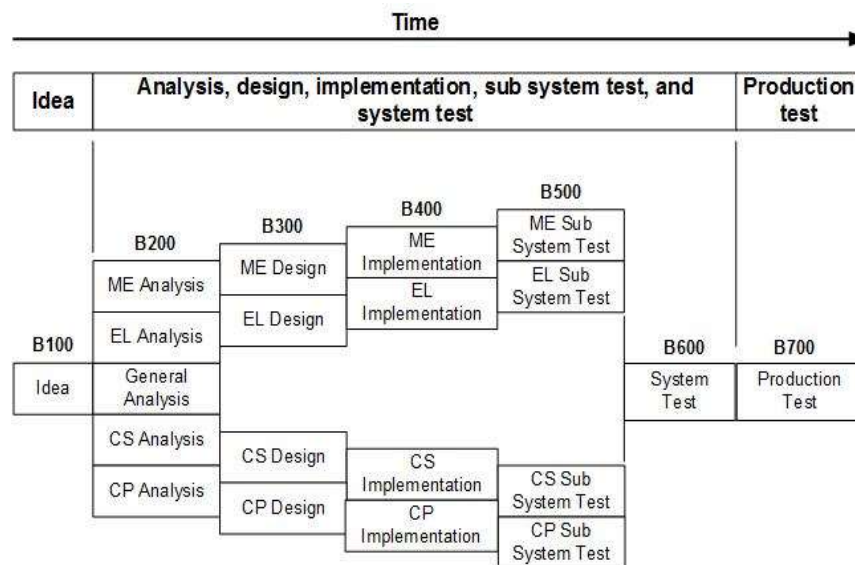 Time
Idea
Analysis, design, implementation, sub system test, and
system test
Production
test
B100
Idea
B200
ME Analysis
EL Analysis
General
Analysis
CS Analysis
CP Analysis
B300
ME Design
EL Design
CS Design
CP Design
B400
ME
Implementation
EL
Implementation
CS
Implementation
CP
Implementation
B500
ME Sub
System Test
EL Sub
System Test
CS Sub
System Test
CP Sub
System Test
B600
System
Test
B700
Production
Test